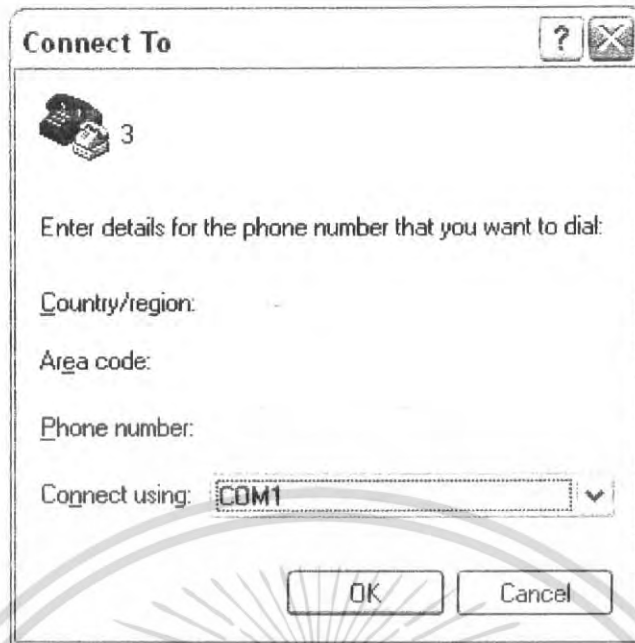 Connect To
3
Enter details for the phone number that you want to dial:
Country/region:
Area code:
Phone number:
Connect using: COM1
OK Cancel